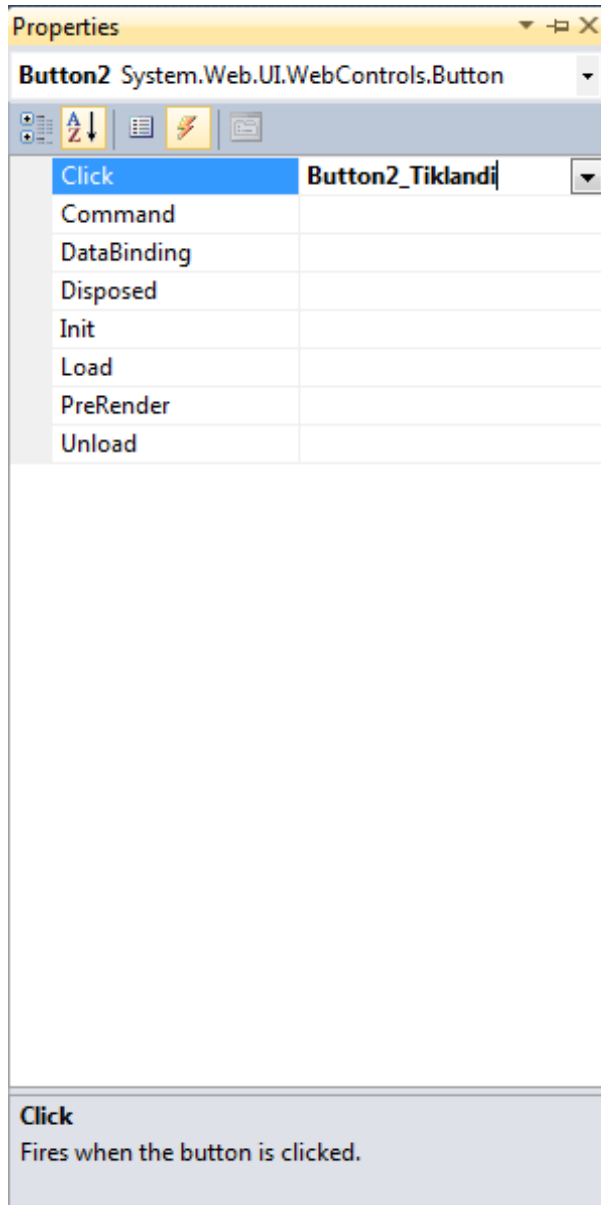 Properties
Button2 System.Web.UI.WebControls.Button
Click Button2_Tiklandi
Command
DataBinding
Disposed
Init
Load
PreRender
Unload
Click
Fires when the button is clicked.